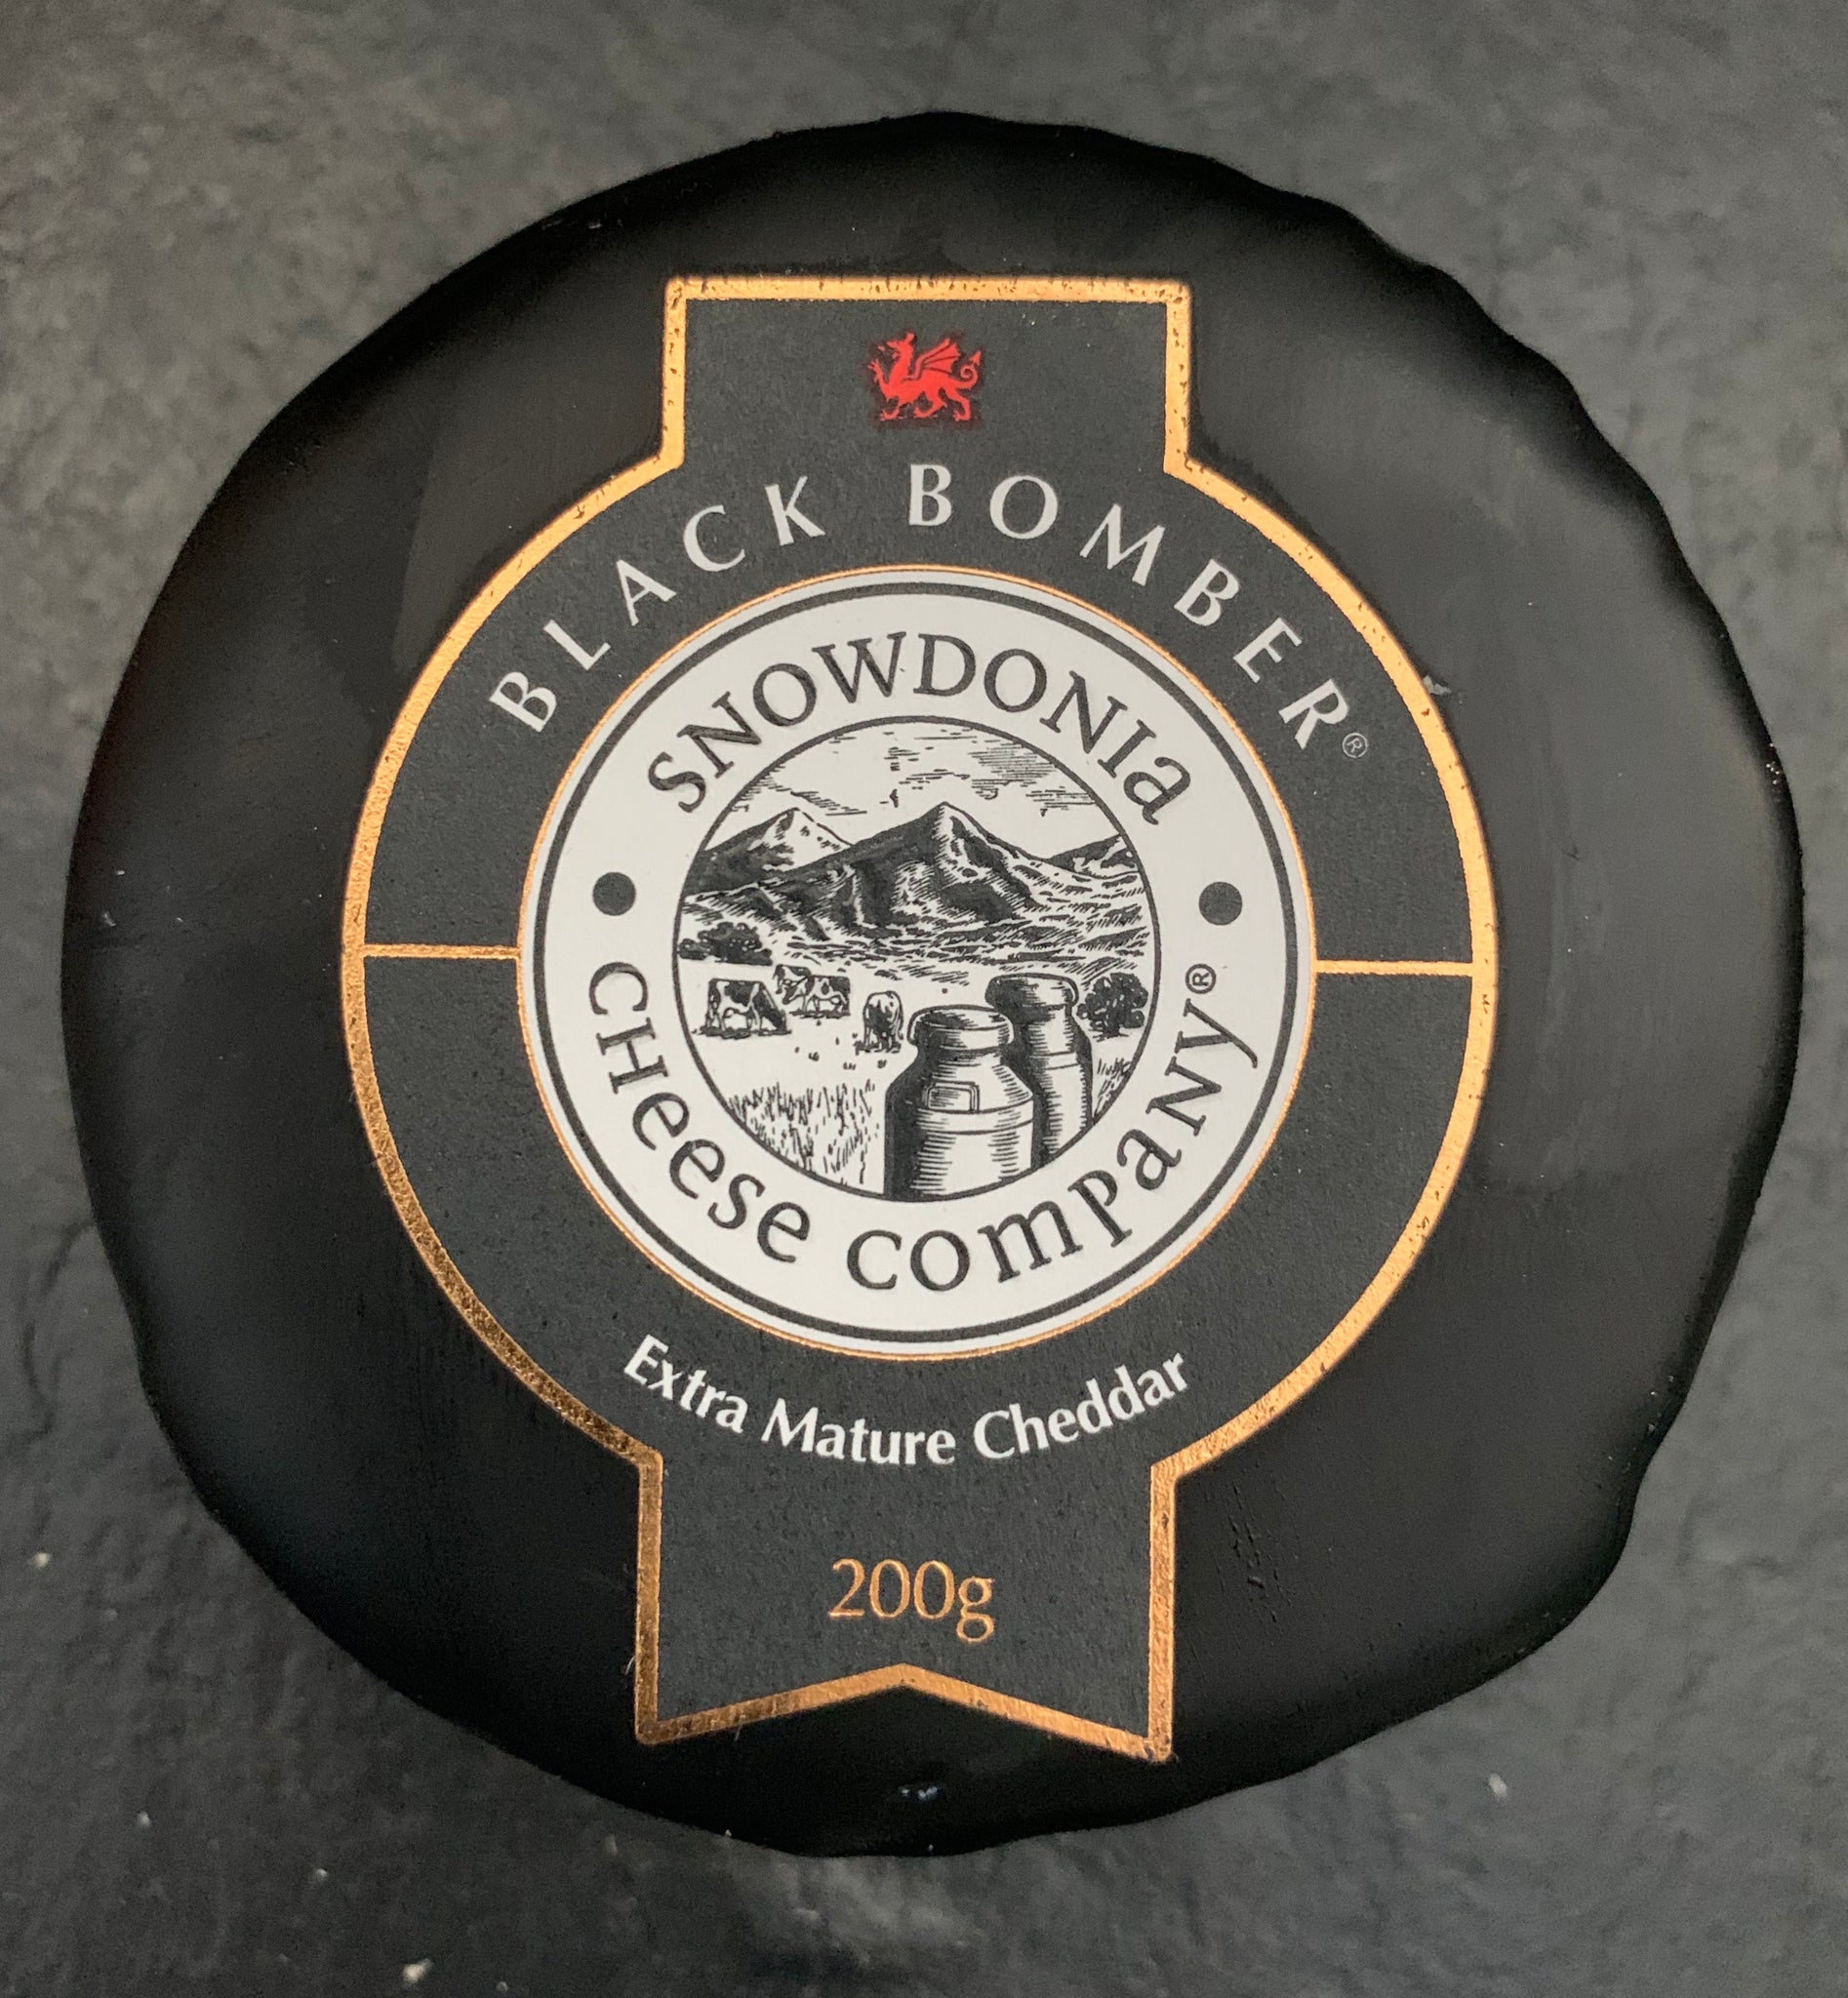 BLACK BOMBER®
SNOWDONIa
CHeese company®
Extra Mature Cheddar
200g